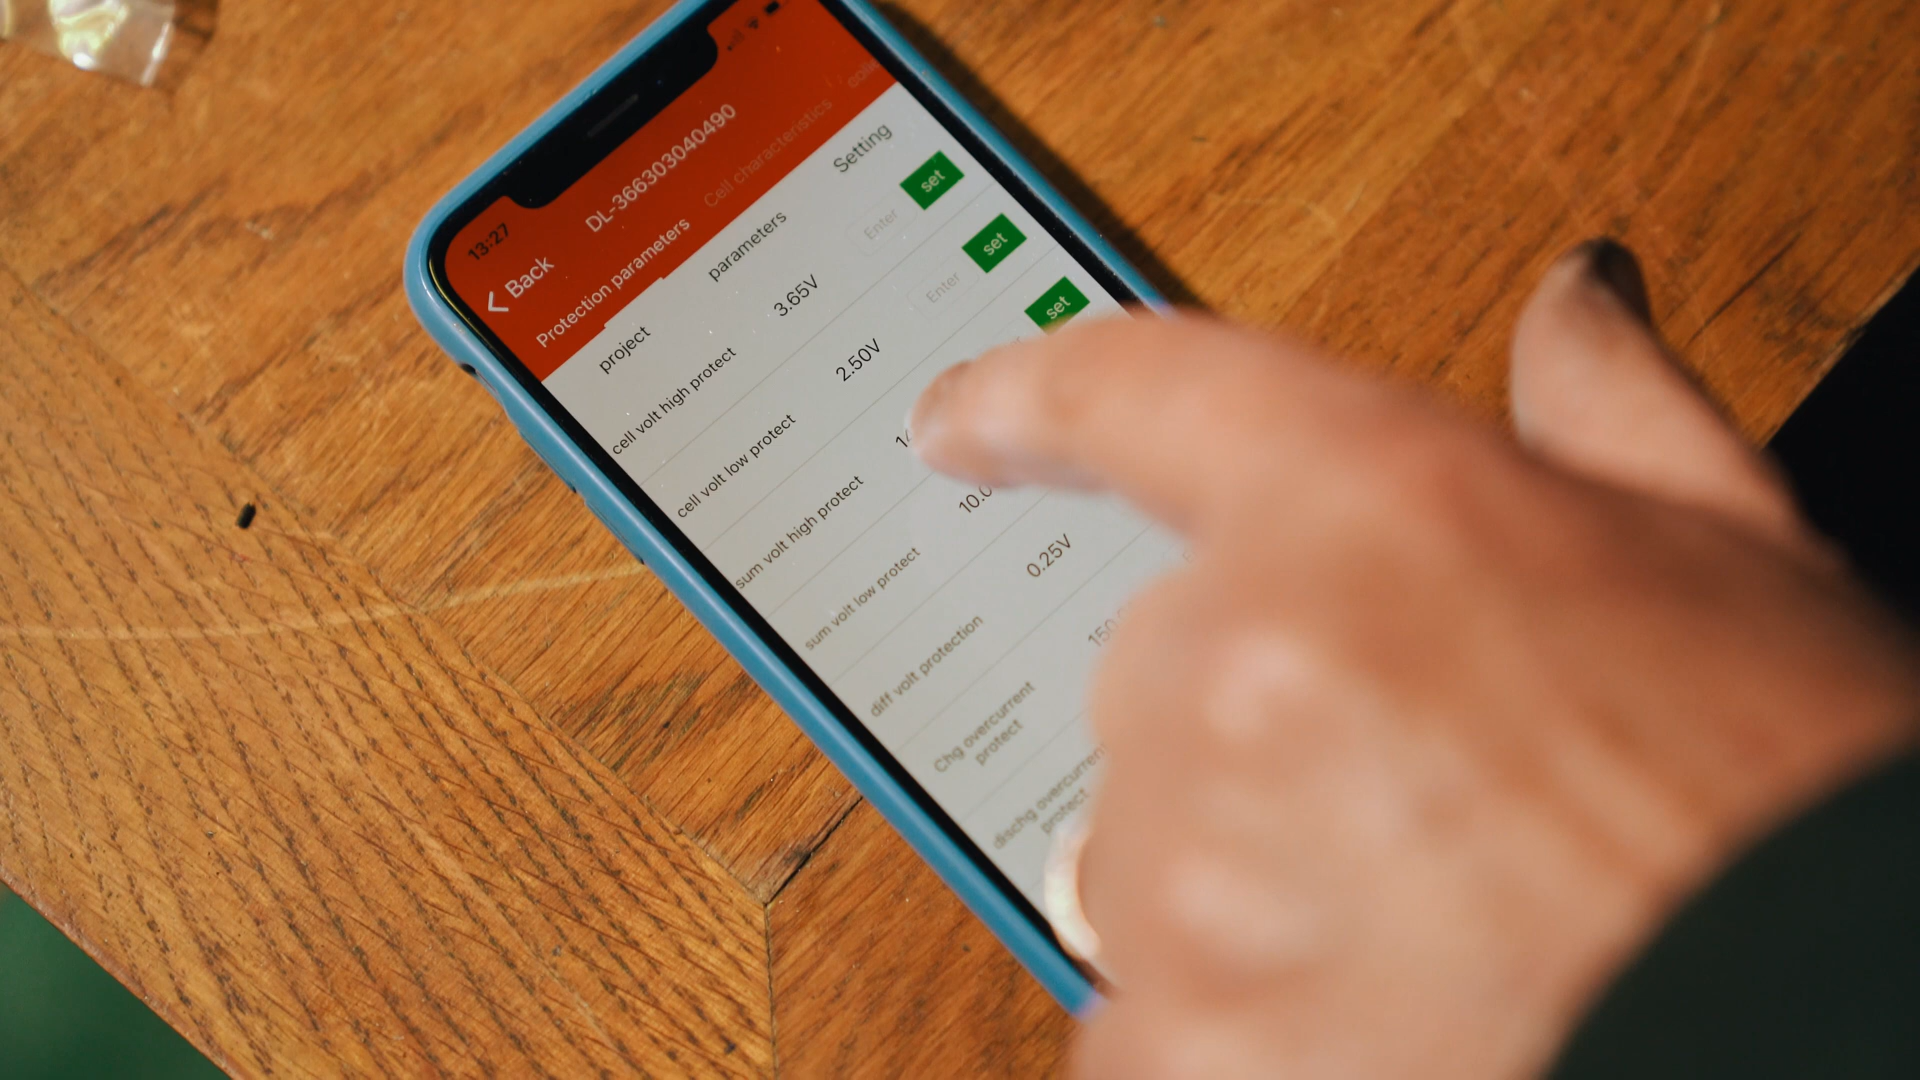 13:27
Back
DL-366303040490
Protection parameters Cell characteristics
project parameters Setting
cell volt high protect 3.65V Enter set
cell volt low protect 2.50V Enter set
sum volt high protect set
sum volt low protect
diff volt protection 0.25V
Chg overcurrent
protect
dischg overcurrent
protect